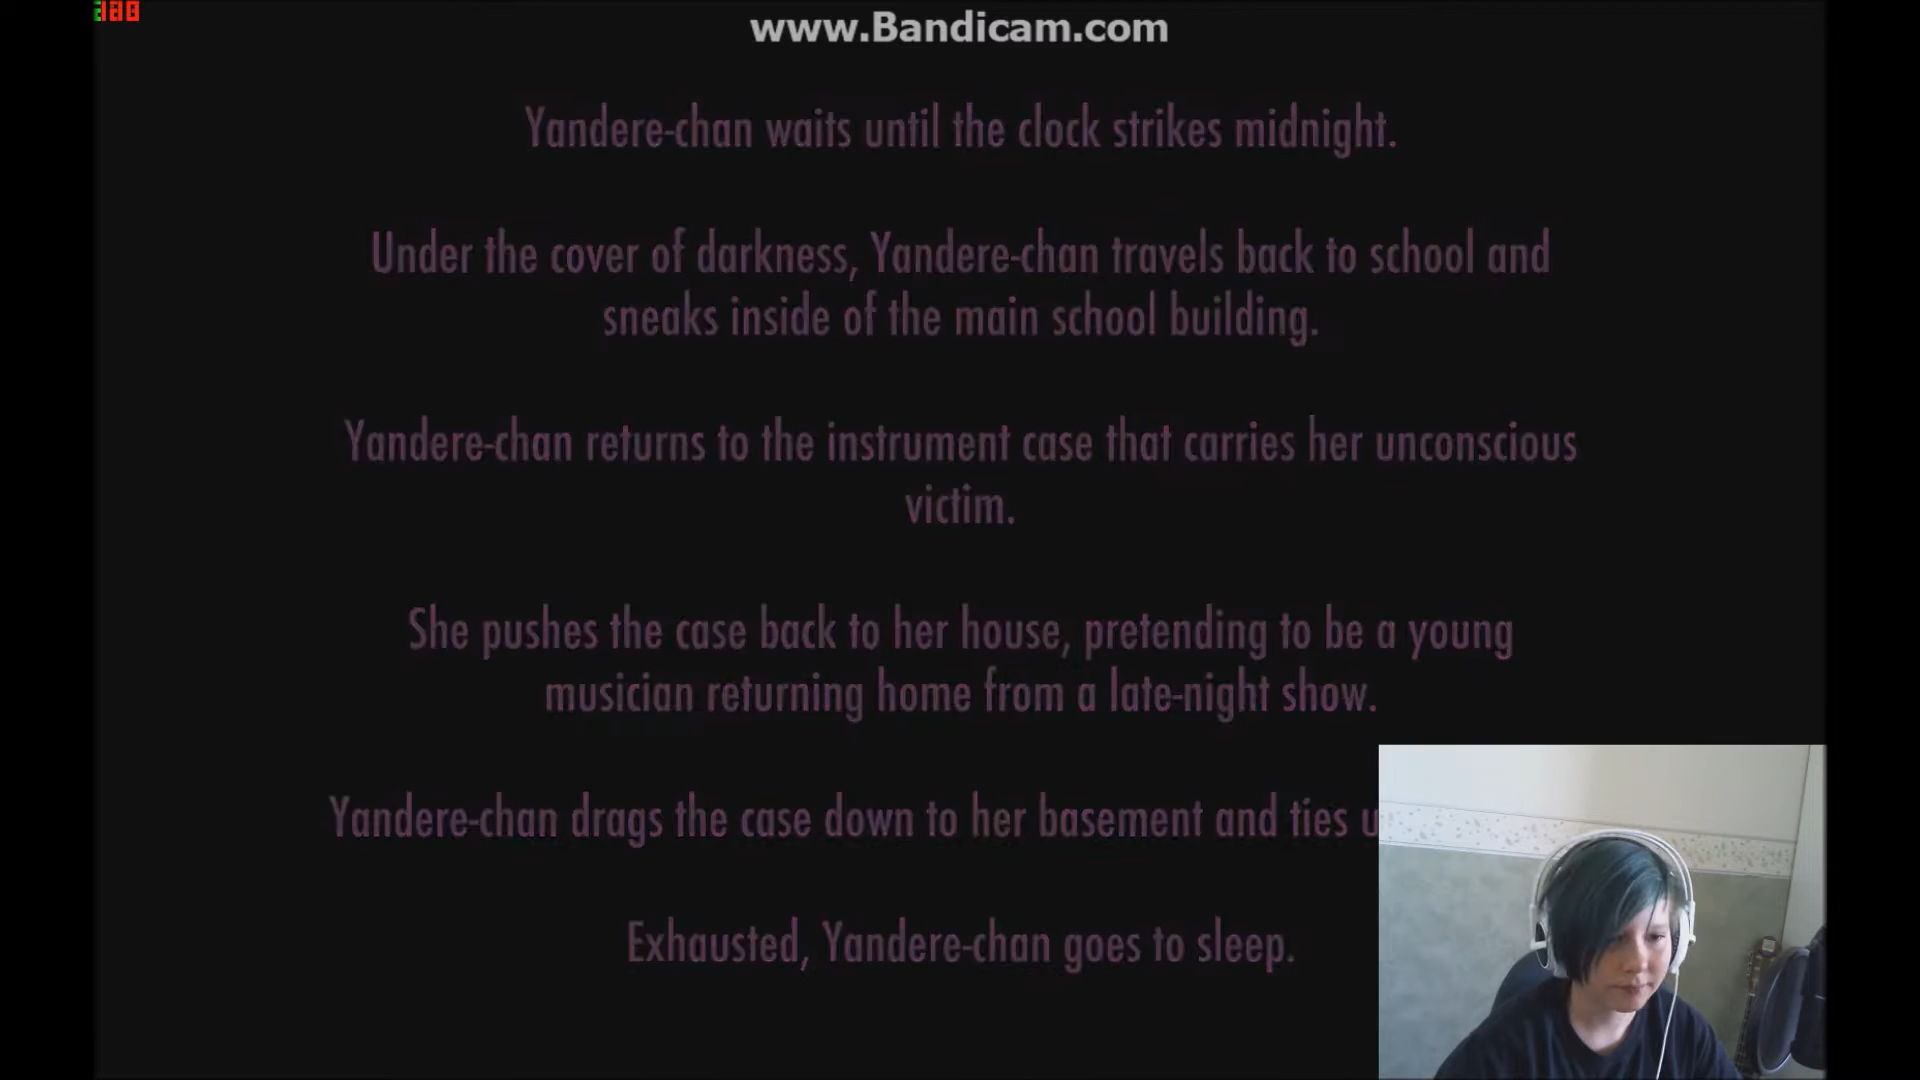 www.Bandicam.com
Yandere-chan waits until the clock strikes midnight.
Under the cover of darkness, Yandere-chan travels back to school and
sneaks inside of the main school building.
Yandere-chan returns to the instrument case that carries her unconscious
victim.
She pushes the case back to her house, pretending to be a young
musician returning home from a late-night show.
Yandere-chan drags the case down to her basement and ties
Exhausted, Yandere-chan goes to sleep.